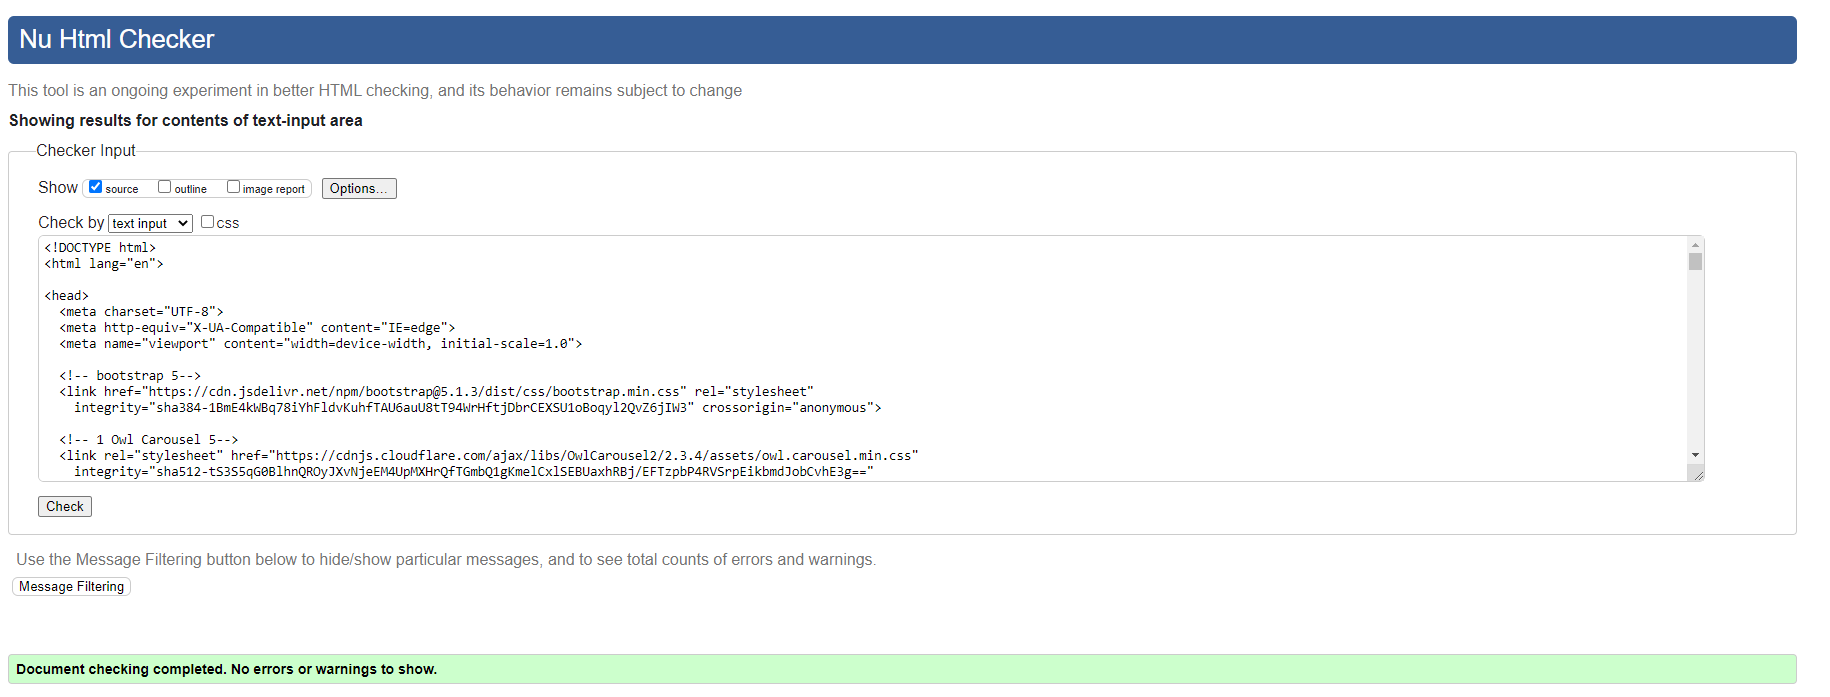 Nu Html Checker
This tool is an ongoing experiment in better HTML checking, and its behavior remains subject to change
Showing results for contents of text-input area
Checker Input
Show source outline image report Options...
Check by text input css
<!DOCTYPE html>
<html lang="en">
<head>
<meta charset="UTF-8">
<meta http-equiv="X-UA-Compatible" content="IE=edge">
<meta name="viewport" content="width=device-width, initial-scale=1.0">
<!-- bootstrap 5-->
<link href="https://cdn.jsdelivr.net/npm/bootstrap@5.1.3/dist/css/bootstrap.min.css" rel="stylesheet"
integrity="sha384-1BmE4kWBq78iYhFldvKuhfTAU6auU8tT94WrHftjDbrCEXSU1oBoqyl2QvZ6jIW3" crossorigin="anonymous">
<!-- 1 Owl Carousel 5-->
<link rel="stylesheet" href="https://cdnjs.cloudflare.com/ajax/libs/OwlCarousel2/2.3.4/assets/owl.carousel.min.css"
integrity="sha512-tS3S5qG0BlhnQROyJXvNjeEM4UpMXHrQfTGmbQ1gKmelCxlSEBUaxhRBj/EFTzpbP4RVSrpEikbmdJobCvhE3g=="
Check
Use the Message Filtering button below to hide/show particular messages, and to see total counts of errors and warnings.
Message Filtering
Document checking completed. No errors or warnings to show.